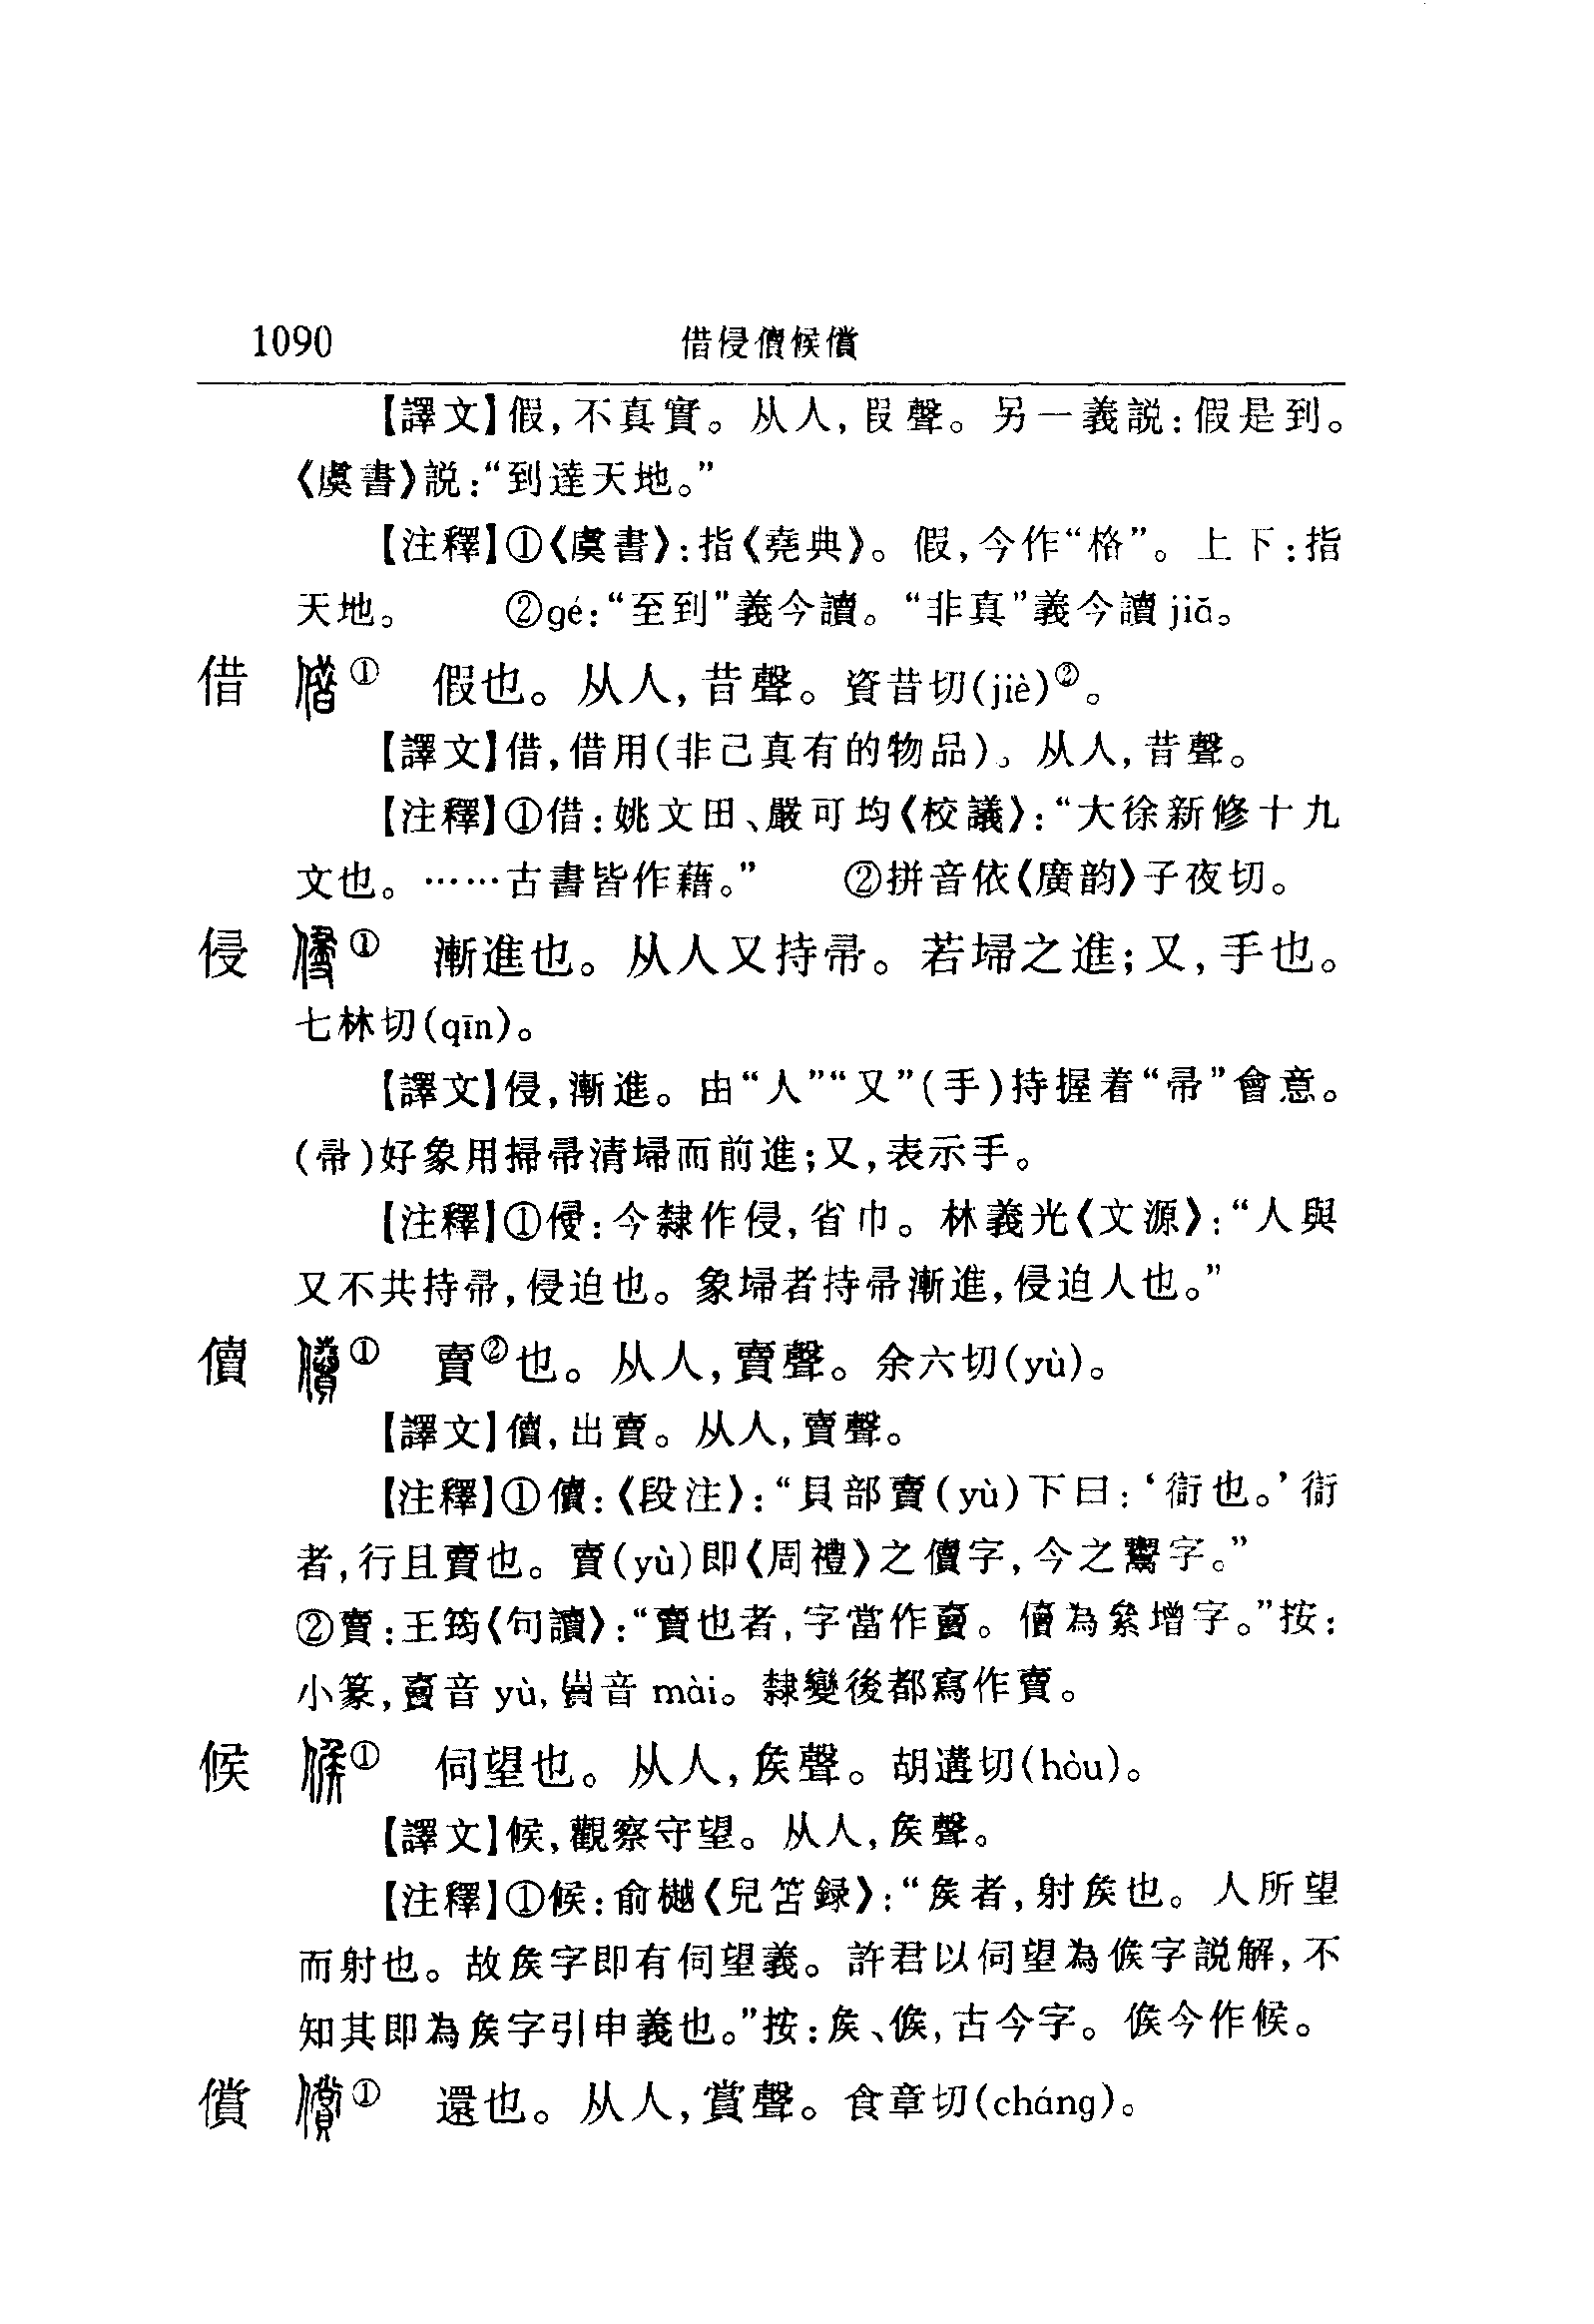 1090 借侵儥候償
【譯文】假,不真實。从人,叚聲。另一義説:假是到。
《虞書》説:“到達天地。”
【注釋】①《虞書》:指《堯典》。假,今作“格”。上下:指
天地。 ②gé:“至到”義今讀。“非真”義今讀 jiǎ。
借 ① 假也。从人,昔聲。資昔切(jiè)②。
【譯文】借,借用(非己真有的物品)。从人,昔聲。
【注釋】①借:姚文田、嚴可均《校議》:“大徐新修十九
文也。……古書皆作藉。” ②拼音依《廣韵》子夜切。
侵 ① 漸進也。从人又持帚。若埽之進;又,手也。
七林切(qīn)。
【譯文】侵,漸進。由“人”“又”(手)持握着“帚”會意。
(帚)好象用掃帚清埽而前進;又,表示手。
【注釋】①㑴:今隸作侵,省巾。林義光《文源》:“人與
又不共持帚,侵迫也。象埽者持帚漸進,侵迫人也。”
儥 ① 賣②也。从人,賣聲。余六切(yù)。
【譯文】儥,出賣。从人,賣聲。
【注釋】①儥:《段注》:“貝部賣(yù)下曰:‘衒也。’衒
者,行且賣也。賣(yù)即《周禮》之儥字,今之鬻字。”
②賣:王筠《句讀》:“賣也者,字當作𧶠。儥為絫增字。”按:
小篆,𧶠音 yù,𧷓音 mài。隸變後都寫作賣。
候 ① 伺望也。从人,矦聲。胡遘切(hòu)。
【譯文】候,觀察守望。从人,矦聲。
【注釋】①候:俞樾《兒笘録》:“矦者,射矦也。人所望
而射也。故矦字即有伺望義。許君以伺望為㑨字説解,不
知其即為矦字引申義也。”按:矦、㑨,古今字。㑨今作候。
償 ① 還也。从人,賞聲。食章切(cháng)。